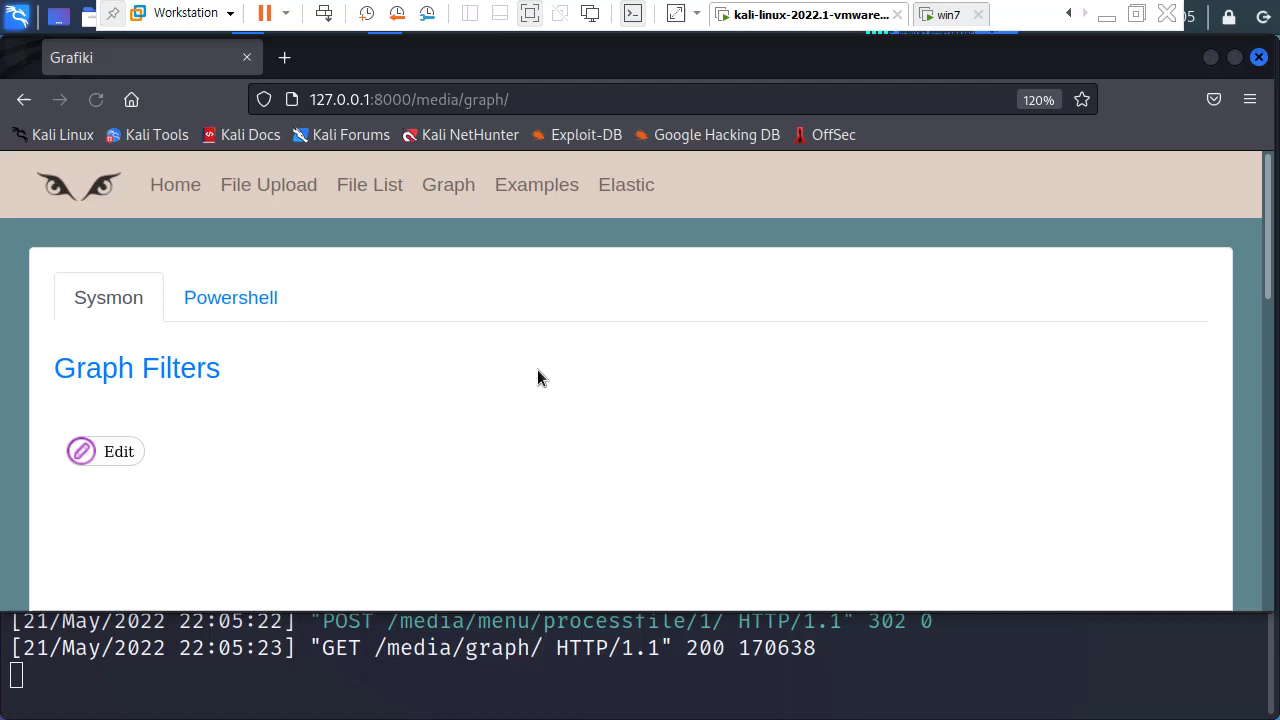 Workstation
kali-linux-2022.1-vmware...
win7
05
Grafiki
127.0.0.1:8000/media/graph/
120%
Kali Linux
Kali Tools
Kali Docs
Kali Forums
Kali NetHunter
Exploit-DB
Google Hacking DB
OffSec
Home
File Upload
File List
Graph
Examples
Elastic
Sysmon
Powershell
Graph Filters
Edit
[21/May/2022 22:05:22] "POST /media/menu/processfile/1/ HTTP/1.1" 302 0
[21/May/2022 22:05:23] "GET /media/graph/ HTTP/1.1" 200 170638